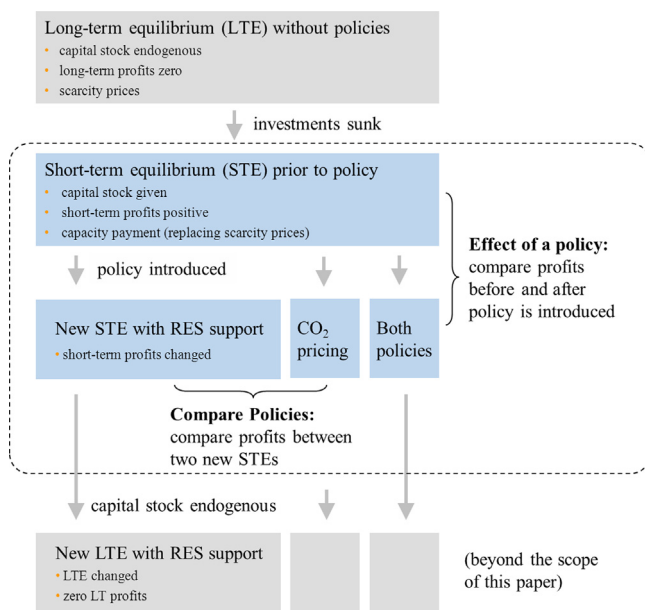 Long-term equilibrium (LTE) without policies
• capital stock endogenous
• long-term profits zero
• scarcity prices
investments sunk
Short-term equilibrium (STE) prior to policy
• capital stock given
• short-term profits positive
• capacity payment (replacing scarcity prices)
policy introduced
Effect of a policy:
compare profits
before and after
policy is introduced
New STE with RES support
• short-term profits changed
CO₂
pricing
Both
policies
Compare Policies:
compare profits between
two new STEs
capital stock endogenous
New LTE with RES support
• LTE changed
• zero LT profits
(beyond the scope
of this paper)